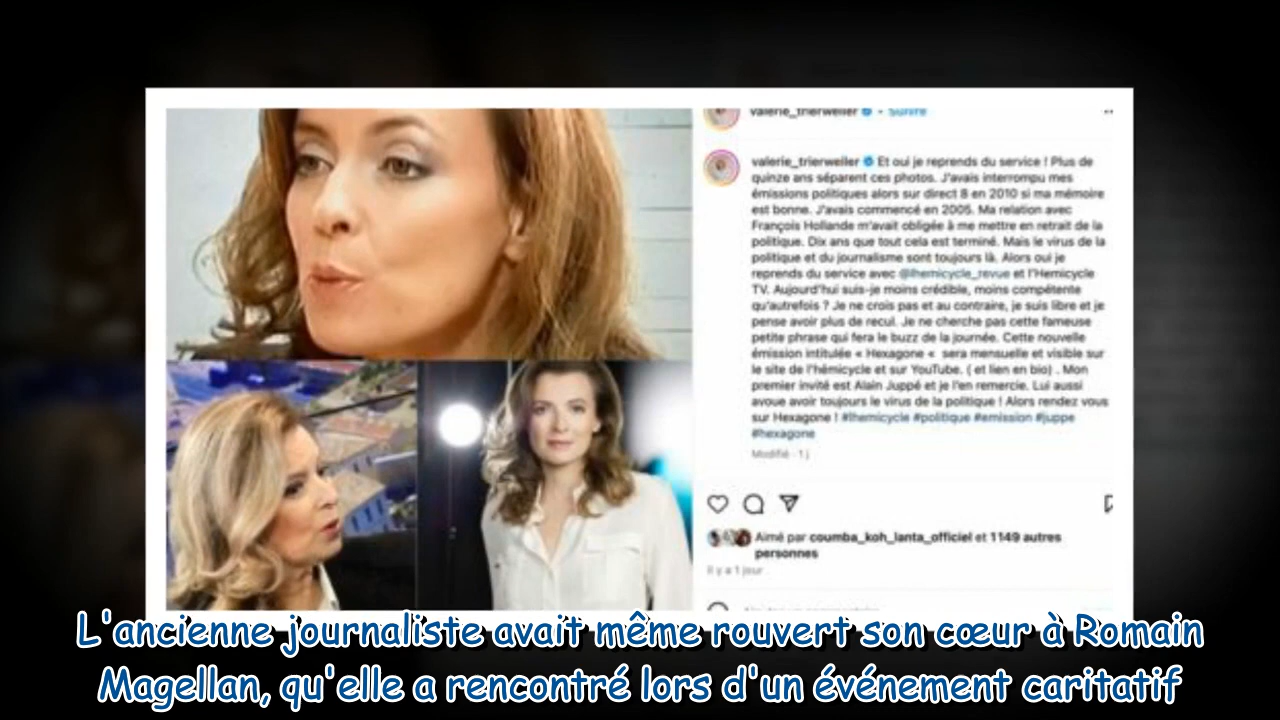 valerie_trierweiler • Suivre
valerie_trierweiler Et oui je reprends du service ! Plus de
quinze ans séparent ces photos. J'avais interrompu mes
émissions politiques alors sur direct 8 en 2010 si ma mémoire
est bonne. J'avais commencé en 2005. Ma relation avec
François Hollande m'avait obligée à me mettre en retrait de la
politique. Dix ans que tout cela est terminé. Mais le virus de la
politique et du journalisme sont toujours là. Alors oui je
reprends du service avec @lhemicycle_revue et l'Hemicycle
TV. Aujourd'hui suis-je moins crédible, moins compétente
qu'autrefois ? Je ne crois pas et au contraire, je suis libre et je
pense avoir plus de recul. Je ne cherche pas cette fameuse
petite phrase qui fera le buzz de la journée. Cette nouvelle
émission intitulée « Hexagone « sera mensuelle et visible sur
le site de l'hémicycle et sur YouTube. ( et lien en bio) . Mon
premier invité est Alain Juppé et je l'en remercie. Lui aussi
avoue avoir toujours le virus de la politique ! Alors rendez vous
sur Hexagone ! #lhemicycle #politique #emission #juppe
#hexagone
Modifié · 1 j
Aimé par coumba_koh_lanta_officiel et 1 149 autres
personnes
Il y a 1 jour
L'ancienne journaliste avait même rouvert son cœur à Romain
Magellan, qu'elle a rencontré lors d'un événement caritatif